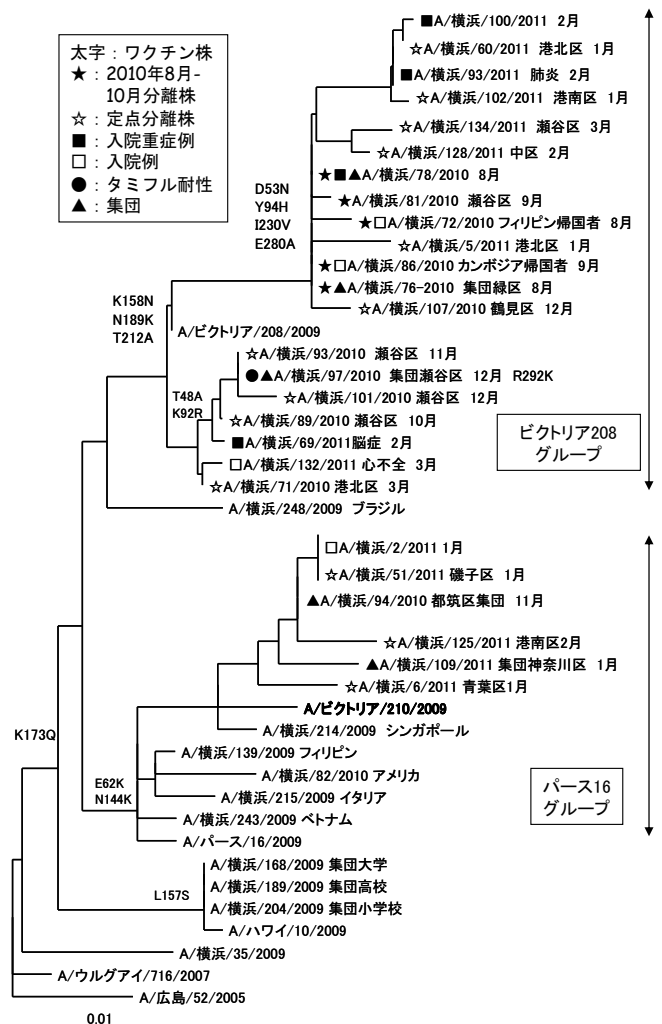 太字：ワクチン株
★：2010年8月-
10月分離株
☆：定点分離株
■：入院重症例
□：入院例
●：タミフル耐性
▲：集団
■A/横浜/100/2011 2月
☆A/横浜/60/2011 港北区 1月
■A/横浜/93/2011 肺炎 2月
☆A/横浜/102/2011 港南区 1月
☆A/横浜/134/2011 瀬谷区 3月
☆A/横浜/128/2011 中区 2月
★■▲A/横浜/78/2010 8月
★A/横浜/81/2010 瀬谷区 9月
★□A/横浜/72/2010 フィリピン帰国者 8月
☆A/横浜/5/2011 港北区 1月
★□A/横浜/86/2010 カンボジア帰国者 9月
★▲A/横浜/76-2010 集団緑区 8月
☆A/横浜/107/2010 鶴見区 12月
D53N
Y94H
I230V
E280A
K158N
N189K
T212A
A/ビクトリア/208/2009
☆A/横浜/93/2010 瀬谷区 11月
●▲A/横浜/97/2010 集団瀬谷区 12月 R292K
☆A/横浜/101/2010 瀬谷区 12月
T48A
K92R
☆A/横浜/89/2010 瀬谷区 10月
■A/横浜/69/2011脳症 2月
□A/横浜/132/2011 心不全 3月
☆A/横浜/71/2010 港北区 3月
ビクトリア208
グループ
A/横浜/248/2009 ブラジル
□A/横浜/2/2011 1月
☆A/横浜/51/2011 磯子区 1月
▲A/横浜/94/2010 都筑区集団 11月
☆A/横浜/125/2011 港南区2月
▲A/横浜/109/2011 集団神奈川区 1月
☆A/横浜/6/2011 青葉区1月
A/ビクトリア/210/2009
A/横浜/214/2009 シンガポール
K173Q
A/横浜/139/2009 フィリピン
A/横浜/82/2010 アメリカ
A/横浜/215/2009 イタリア
E62K
N144K
A/横浜/243/2009 ベトナム
A/パース/16/2009
パース16
グループ
A/横浜/168/2009 集団大学
A/横浜/189/2009 集団高校
L157S
A/横浜/204/2009 集団小学校
A/ハワイ/10/2009
A/横浜/35/2009
A/ウルグアイ/716/2007
A/広島/52/2005
0.01